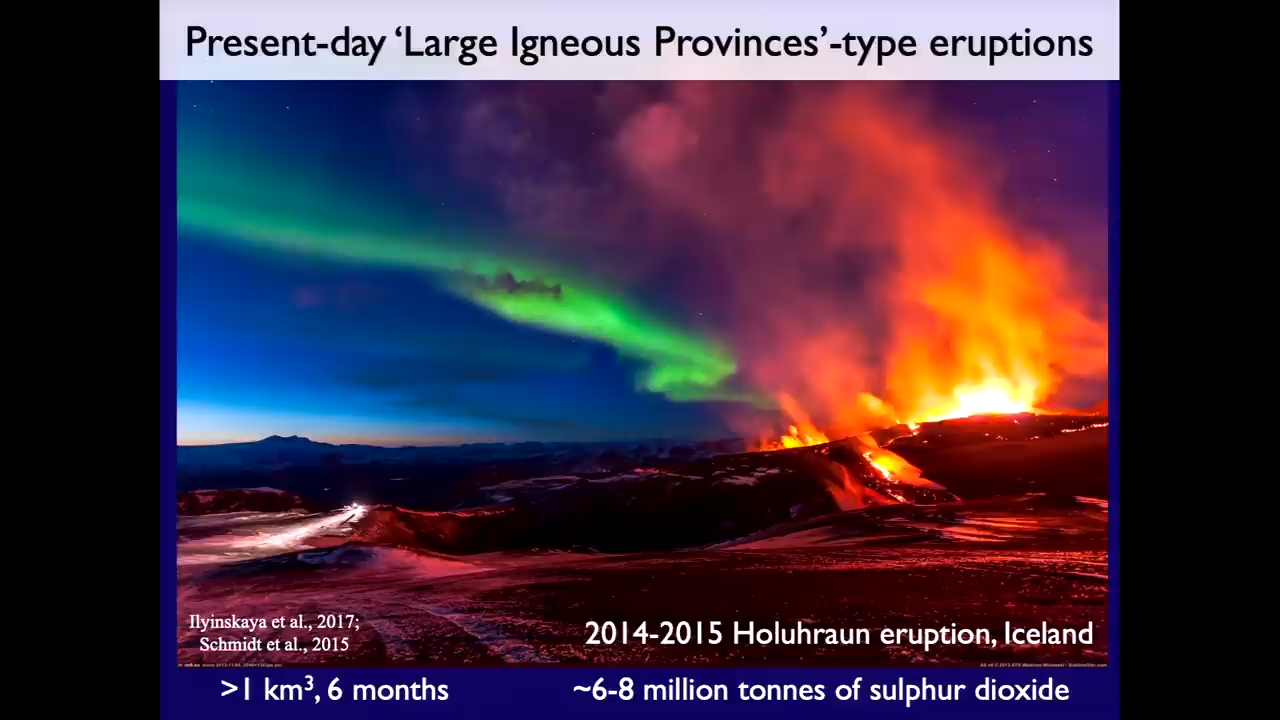 Present-day ‘Large Igneous Provinces’-type eruptions
Ilyinskaya et al., 2017;
Schmidt et al., 2015
2014-2015 Holuhraun eruption, Iceland
>1 km³, 6 months
~6-8 million tonnes of sulphur dioxide